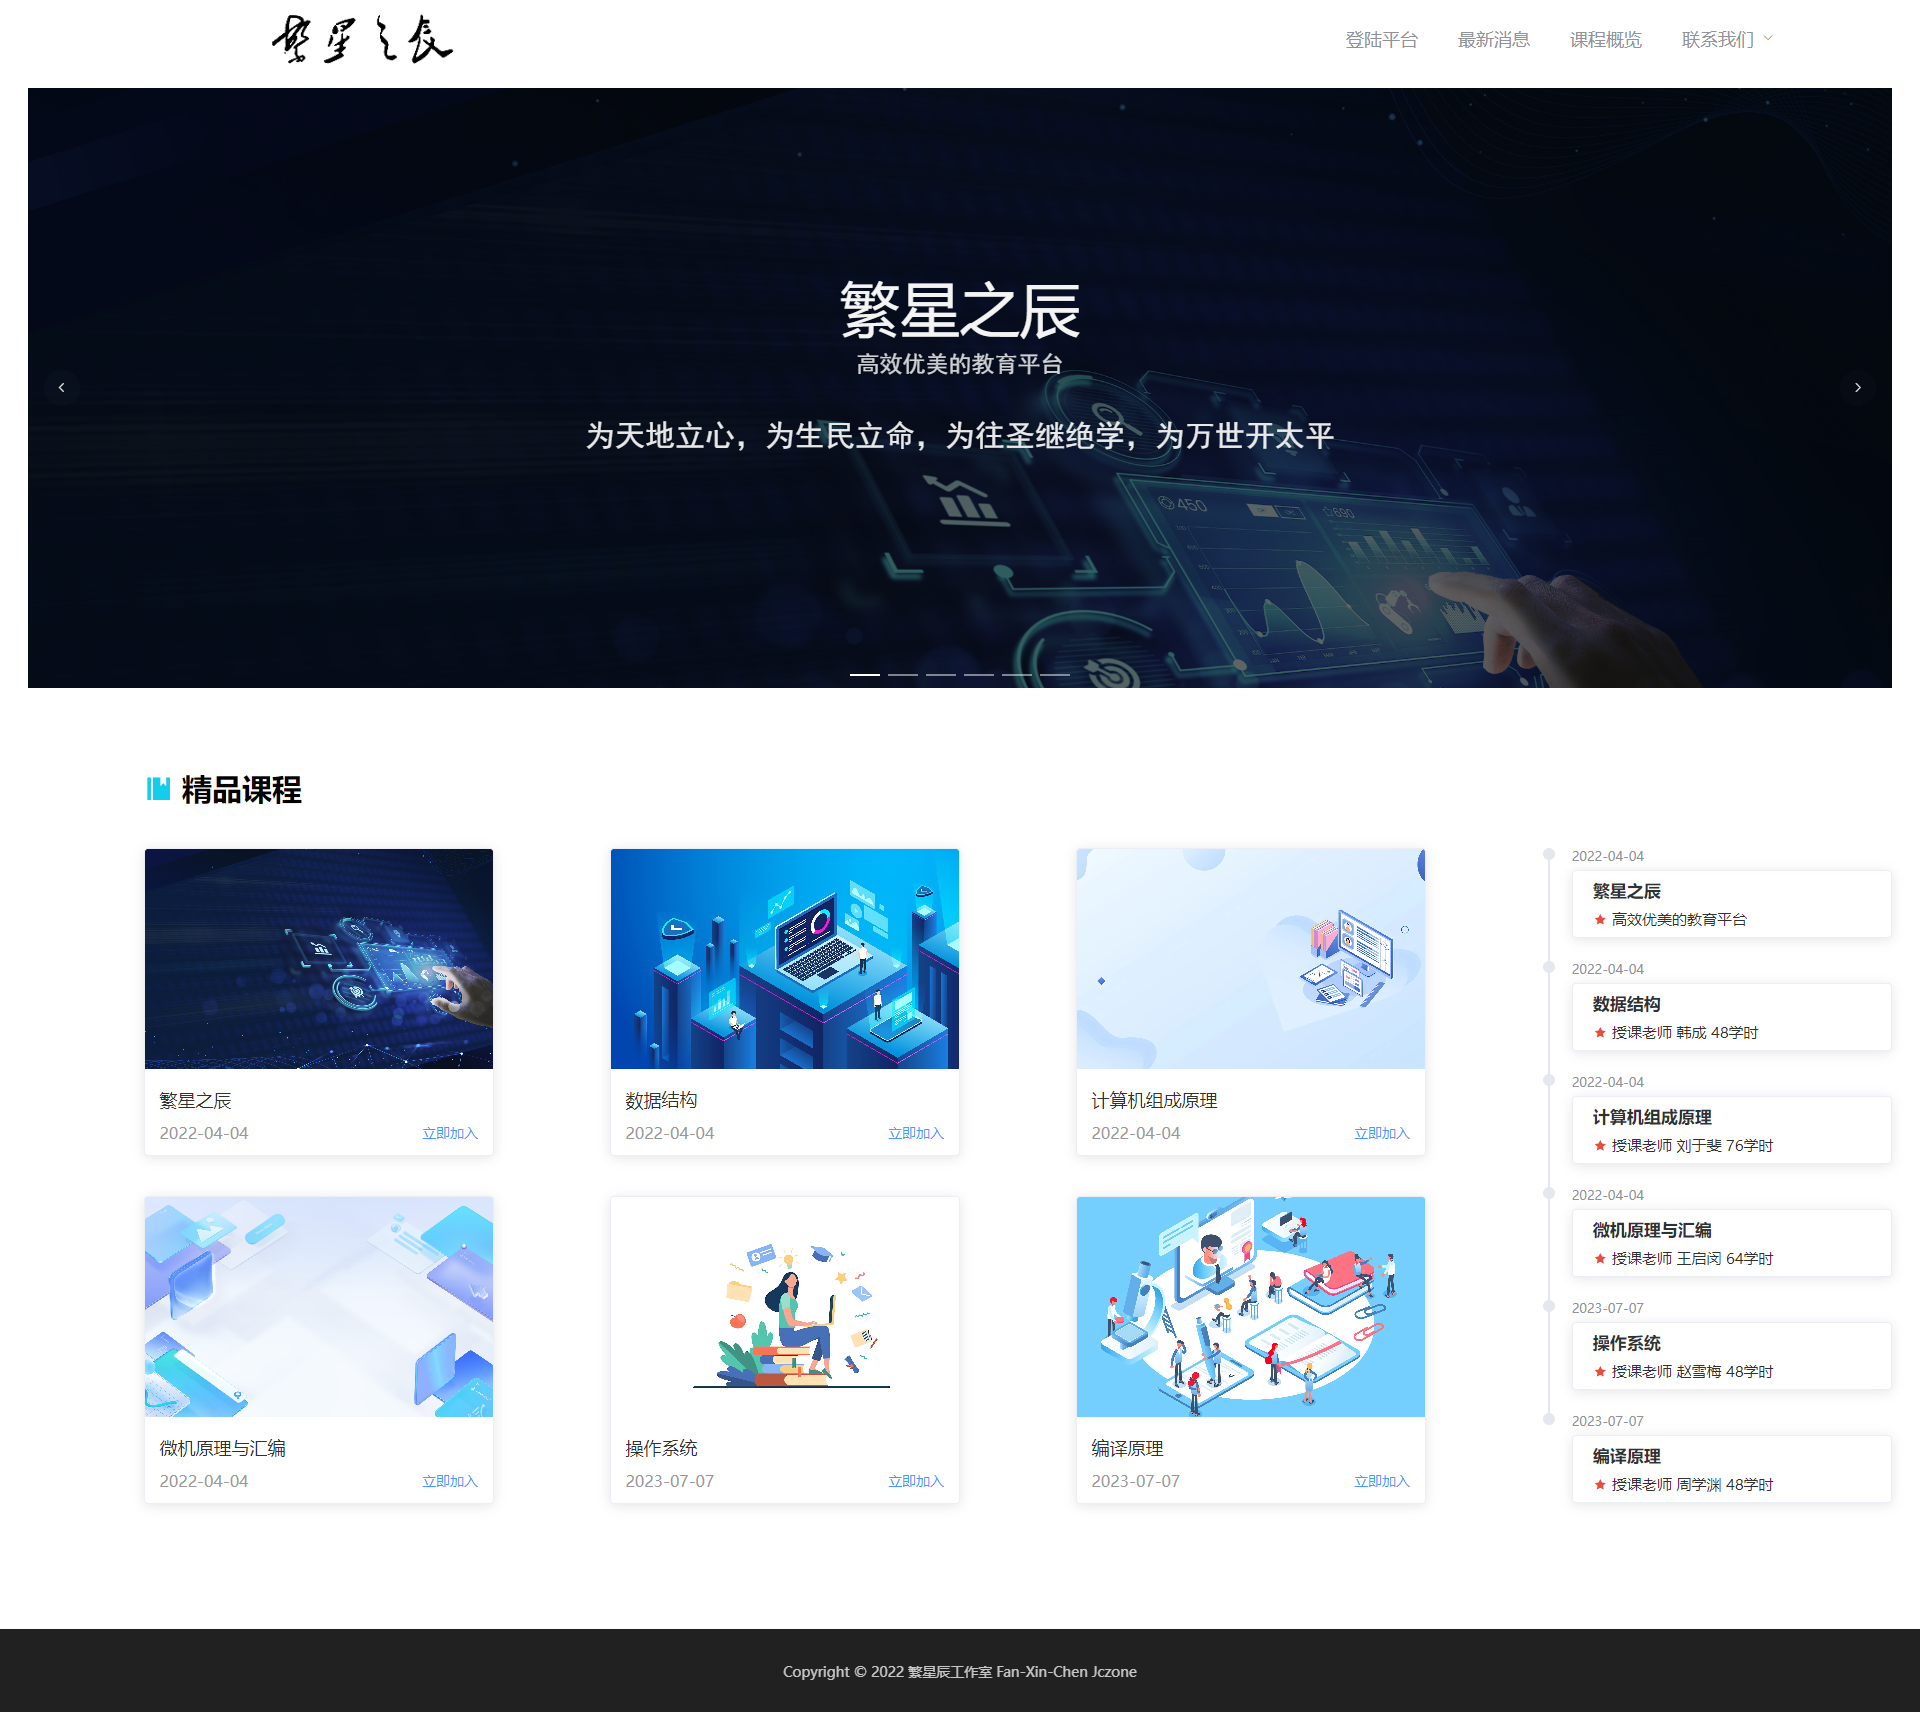 繁星之辰
登陆平台 最新消息 课程概览 联系我们
繁星之辰
高效优美的教育平台
为天地立心，为生民立命，为往圣继绝学，为万世开太平
450
690
精品课程
繁星之辰
2022-04-04 立即加入
数据结构
2022-04-04 立即加入
计算机组成原理
2022-04-04 立即加入
微机原理与汇编
2022-04-04 立即加入
操作系统
2023-07-07 立即加入
编译原理
2023-07-07 立即加入
2022-04-04
繁星之辰
高效优美的教育平台
2022-04-04
数据结构
授课老师 韩成 48学时
2022-04-04
计算机组成原理
授课老师 刘于斐 76学时
2022-04-04
微机原理与汇编
授课老师 王启闵 64学时
2023-07-07
操作系统
授课老师 赵雪梅 48学时
2023-07-07
编译原理
授课老师 周学渊 48学时
Copyright © 2022 繁星辰工作室 Fan-Xin-Chen Jczone